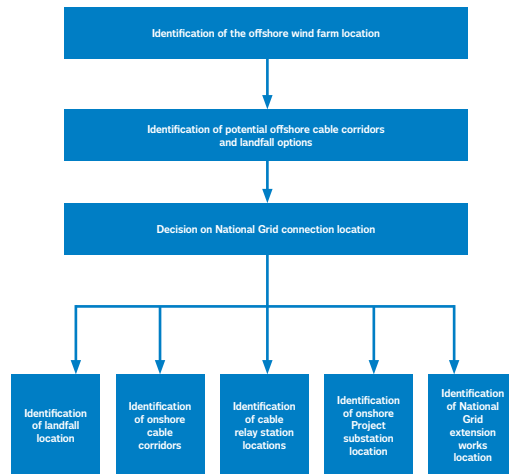 Identification of the offshore wind farm location
Identification of potential offshore cable corridors
and landfall options
Decision on National Grid connection location
Identification
of landfall
location
Identification
of onshore
cable
corridors
Identification
of cable
relay station
locations
Identification
of onshore
Project
substation
location
Identification
of National
Grid
extension
works
location